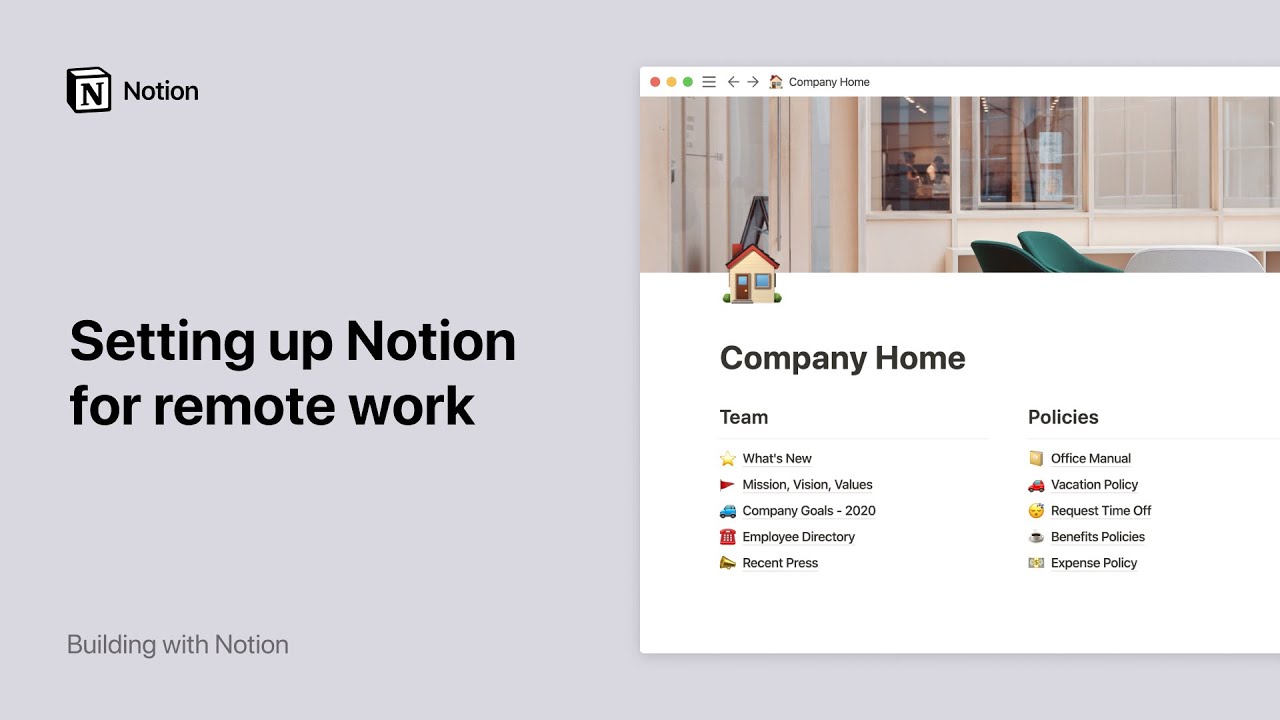 Notion
Setting up Notion
for remote work
Building with Notion
Company Home
Company Home
Team
What's New
Mission, Vision, Values
Company Goals - 2020
Employee Directory
Recent Press
Policies
Office Manual
Vacation Policy
Request Time Off
Benefits Policies
Expense Policy